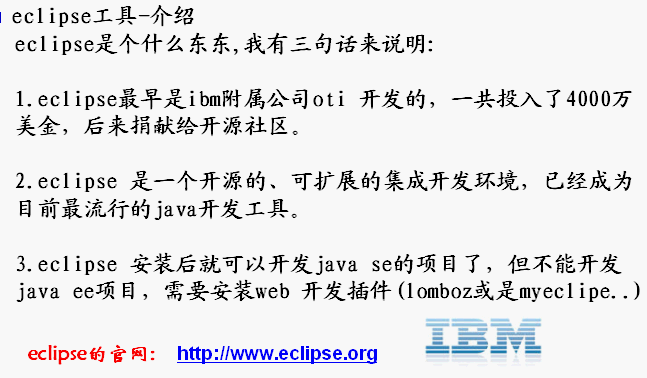 eclipse工具-介绍
eclipse是个什么东东,我有三句话来说明:
1.eclipse最早是ibm附属公司oti 开发的，一共投入了4000万
美金，后来捐献给开源社区。
2.eclipse 是一个开源的、可扩展的集成开发环境，已经成为
目前最流行的java开发工具。
3.eclipse 安装后就可以开发java se的项目了，但不能开发
java ee项目，需要安装web 开发插件(lomboz或是myeclipe..)
eclipse的官网： http://www.eclipse.org
IBM